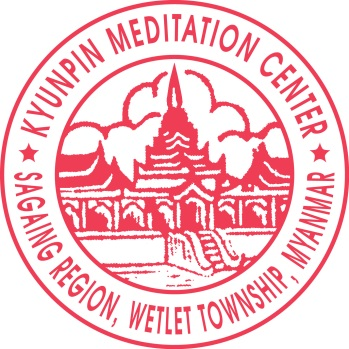 KYUNPIN MEDITATION CENTER
SAGAING REGION, WETLET TOWNSHIP, MYANMAR